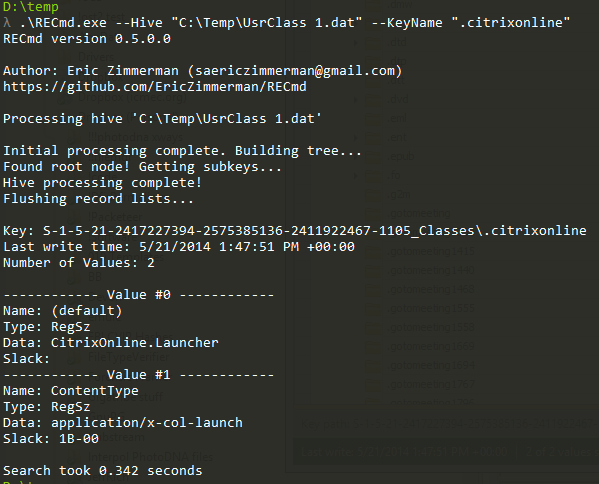 D:\temp
λ .\RECmd.exe --Hive "C:\Temp\UsrClass 1.dat" --KeyName ".citrixonline"
RECmd version 0.5.0.0
Author: Eric Zimmerman (saericzimmerman@gmail.com)
https://github.com/EricZimmerman/RECmd
Processing hive 'C:\Temp\UsrClass 1.dat'
Initial processing complete. Building tree...
Found root node! Getting subkeys...
Hive processing complete!
Flushing record lists...
Key: S-1-5-21-2417227394-2575385136-2411922467-1105_Classes\.citrixonline
Last write time: 5/21/2014 1:47:51 PM +00:00
Number of Values: 2
------------ Value #0 ------------
Name: (default)
Type: RegSz
Data: CitrixOnline.Launcher
Slack:
------------ Value #1 ------------
Name: ContentType
Type: RegSz
Data: application/x-col-launch
Slack: 1B-00
Search took 0.342 seconds